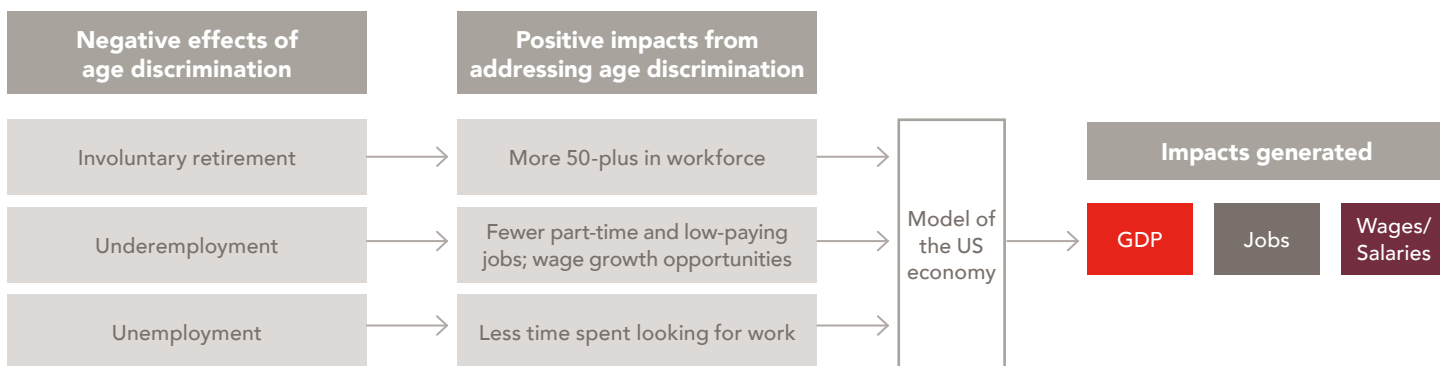 Negative effects of
age discrimination
Positive impacts from
addressing age discrimination
Involuntary retirement
More 50-plus in workforce
Underemployment
Fewer part-time and low-paying
jobs; wage growth opportunities
Unemployment
Less time spent looking for work
Model of
the US
economy
Impacts generated
GDP
Jobs
Wages/
Salaries